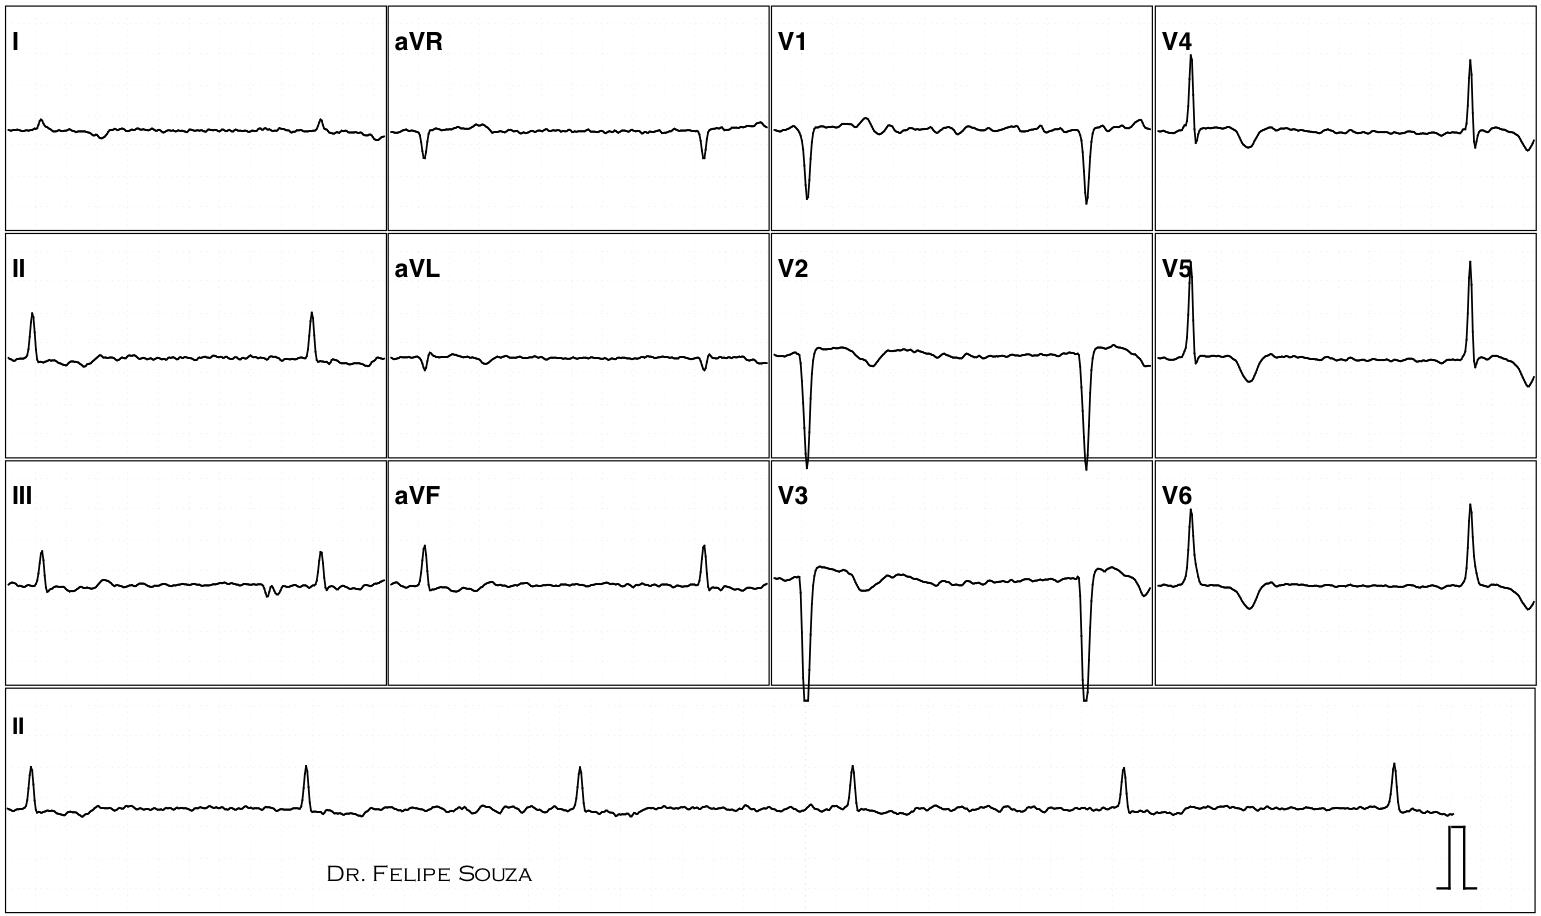 I aVR V1 V4
II aVL V2 V5
III aVF V3 V6
II
DR. FELIPE SOUZA